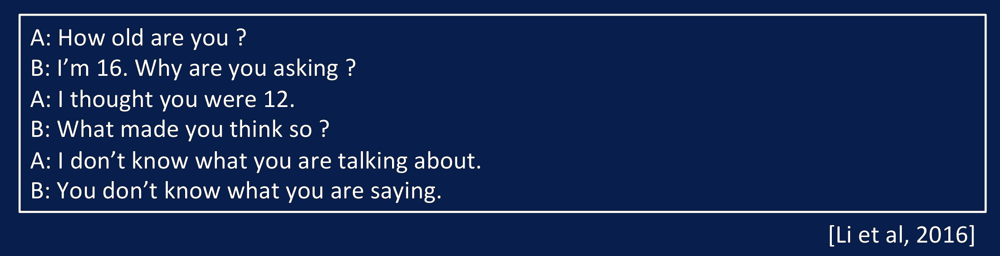 A: How old are you ?
B: I’m 16. Why are you asking ?
A: I thought you were 12.
B: What made you think so ?
A: I don’t know what you are talking about.
B: You don’t know what you are saying.
[Li et al, 2016]